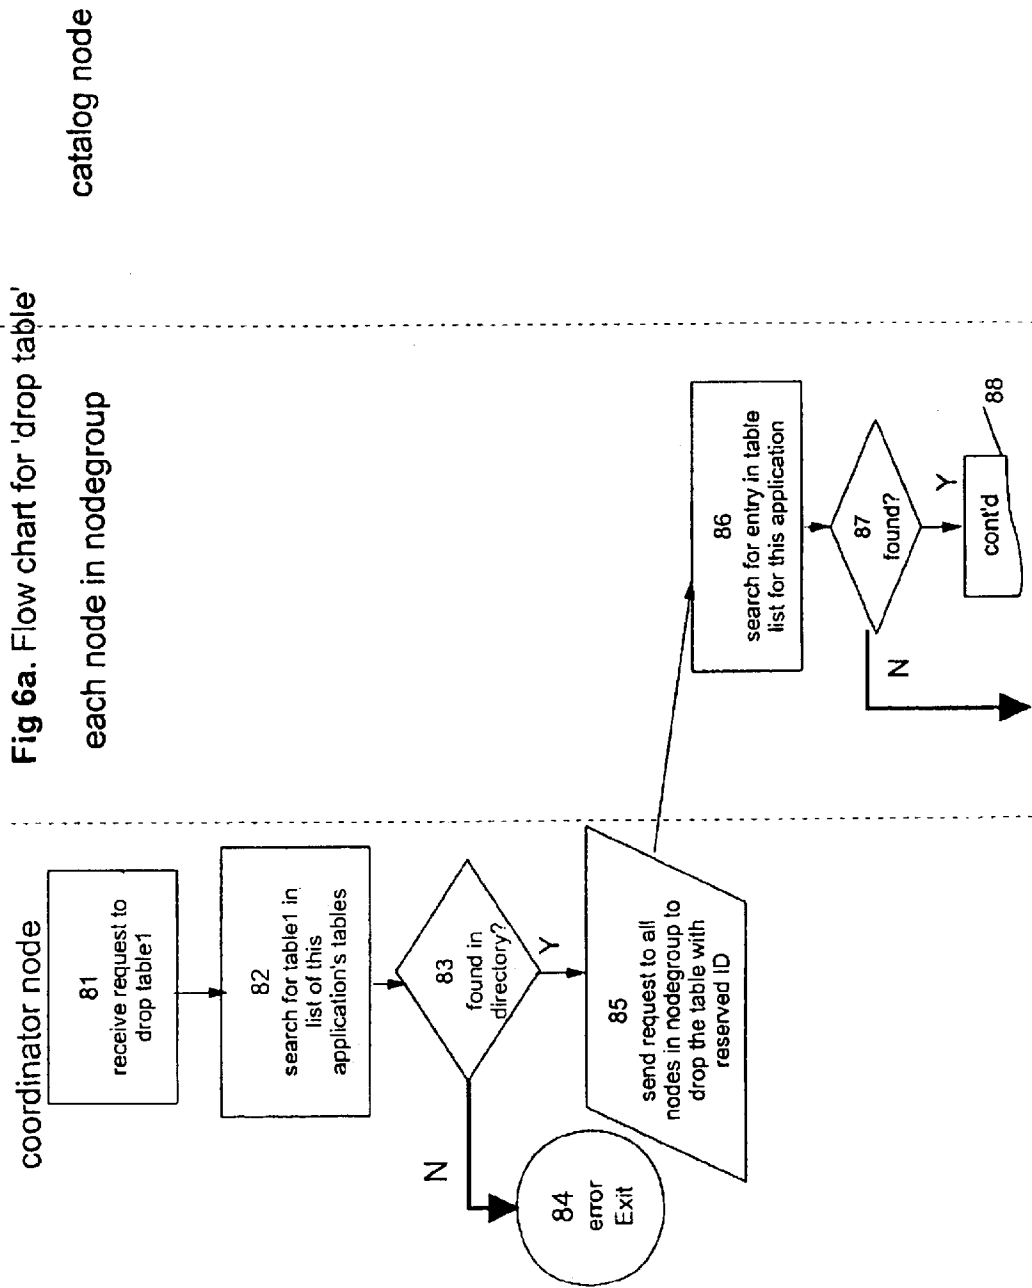 Fig 6a. Flow chart for 'drop table'
coordinator node
each node in nodegroup
catalog node
81
receive request to
drop table1
82
search for table1 in
list of this
application's tables
83
found in
directory?
N
Y
84
error
Exit
85
send request to all
nodes in nodegroup to
drop the table with
reserved ID
86
search for entry in table
list for this application
87
found?
N
Y
cont'd
88